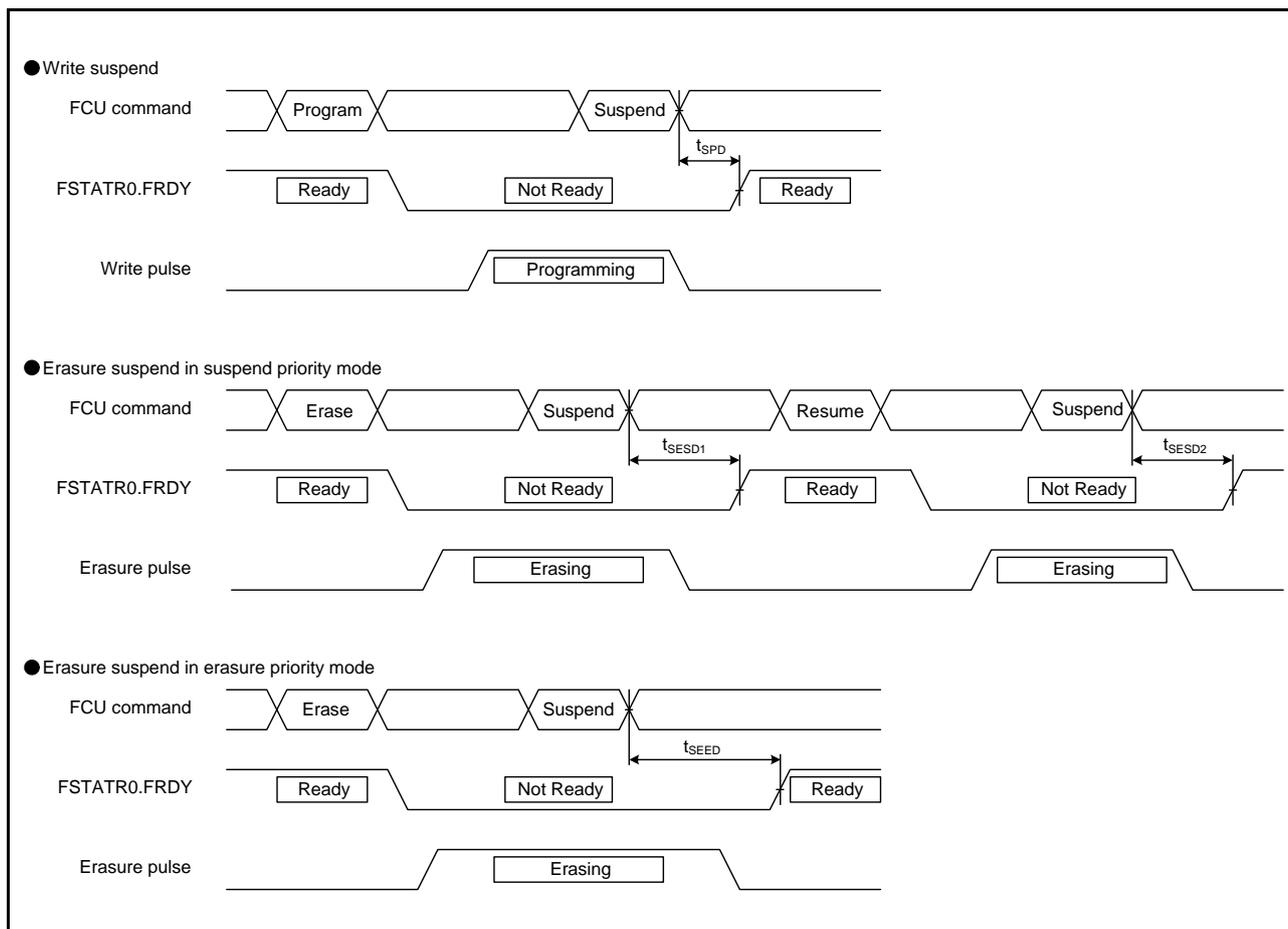 ● Write suspend
FCU command Program Suspend
tSPD
FSTATR0.FRDY Ready Not Ready Ready
Write pulse Programming
● Erasure suspend in suspend priority mode
FCU command Erase Suspend Resume Suspend
tSESD1 tSESD2
FSTATR0.FRDY Ready Not Ready Ready Not Ready
Erasure pulse Erasing Erasing
● Erasure suspend in erasure priority mode
FCU command Erase Suspend
tSEED
FSTATR0.FRDY Ready Not Ready Ready
Erasure pulse Erasing